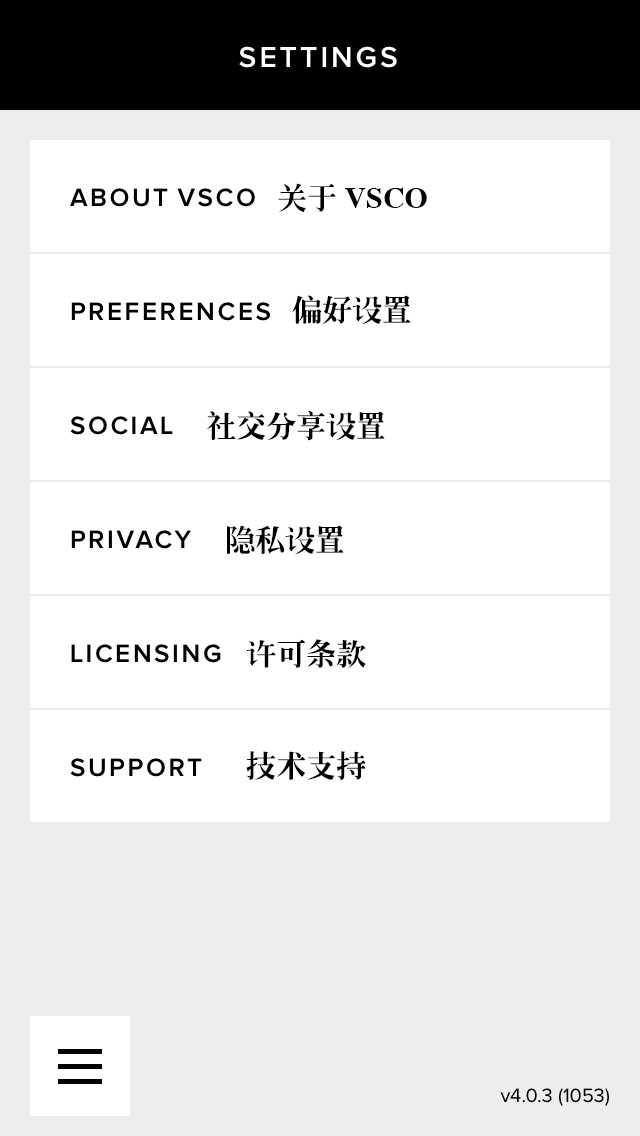 SETTINGS
ABOUT VSCO 关于 VSCO
PREFERENCES 偏好设置
SOCIAL 社交分享设置
PRIVACY 隐私设置
LICENSING 许可条款
SUPPORT 技术支持
v4.0.3 (1053)